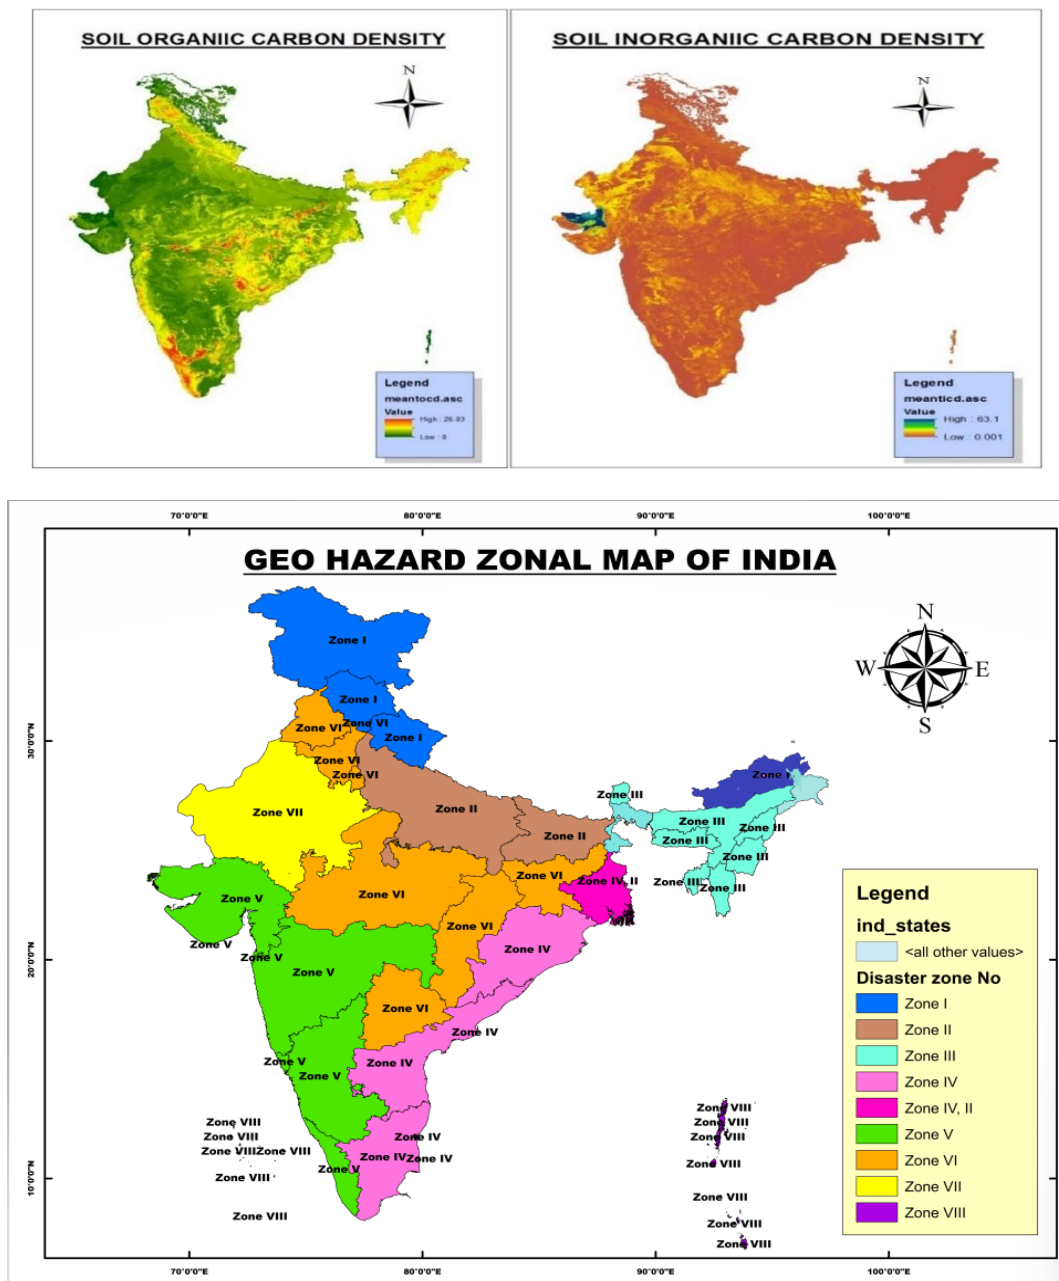 SOIL ORGANIIC CARBON DENSITY
N
Legend
meantocd.asc
Value
High : 26.83
Low : 0
SOIL INORGANIIC CARBON DENSITY
N
Legend
meanticd.asc
Value
High : 63.1
Low : 0.001
70°0'0"E 80°0'0"E 90°0'0"E 100°0'0"E
GEO HAZARD ZONAL MAP OF INDIA
N
W E
S
30°0'0"N
20°0'0"N
10°0'0"N
30°0'0"N
20°0'0"N
10°0'0"N
Zone I
Zone I
Zone VI
Zone VI
Zone I
Zone VI
Zone VI
Zone I
Zone III
Zone VII
Zone II
Zone II
Zone III
Zone III
Zone III
Zone III
Zone VI
Zone IV, II
Zone III
Zone III
Zone VI
Zone V
Zone VI
Zone V
Zone IV
Zone V
Zone V
Zone VI
Zone IV
Zone V
Zone IV
Zone V
Zone VIII
Zone VIII
Zone VIII
Zone VIII
Zone VIII
Zone VIII
Zone IV
Zone IV
Zone IV
Zone V
Zone VIII
Zone VIII
Zone VIII
Zone VIII
Zone VIII
Zone VIII
Zone VIII
Legend
ind_states
<all other values>
Disaster zone No
Zone I
Zone II
Zone III
Zone IV
Zone IV, II
Zone V
Zone VI
Zone VII
Zone VIII
70°0'0"E 80°0'0"E 90°0'0"E 100°0'0"E